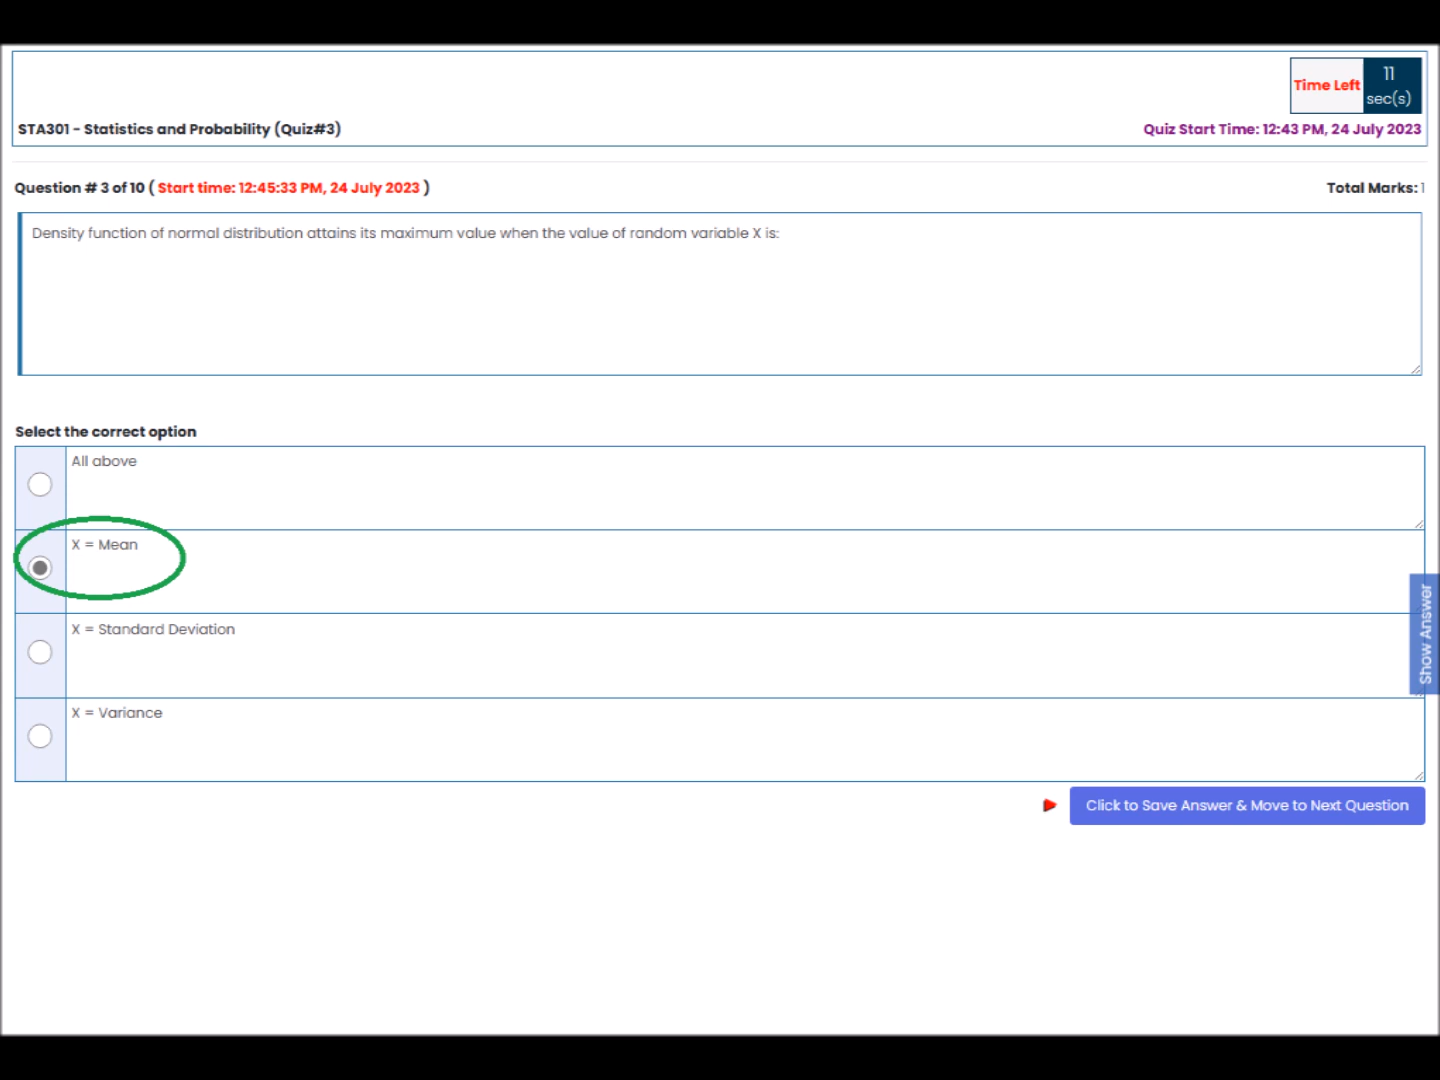 Time Left
11
sec(s)
STA301 - Statistics and Probability (Quiz#3)
Quiz Start Time: 12:43 PM, 24 July 2023
Question # 3 of 10 ( Start time: 12:45:33 PM, 24 July 2023 )
Total Marks: 1
Density function of normal distribution attains its maximum value when the value of random variable X is:
Select the correct option
All above
X = Mean
X = Standard Deviation
X = Variance
Show Answer
Click to Save Answer & Move to Next Question